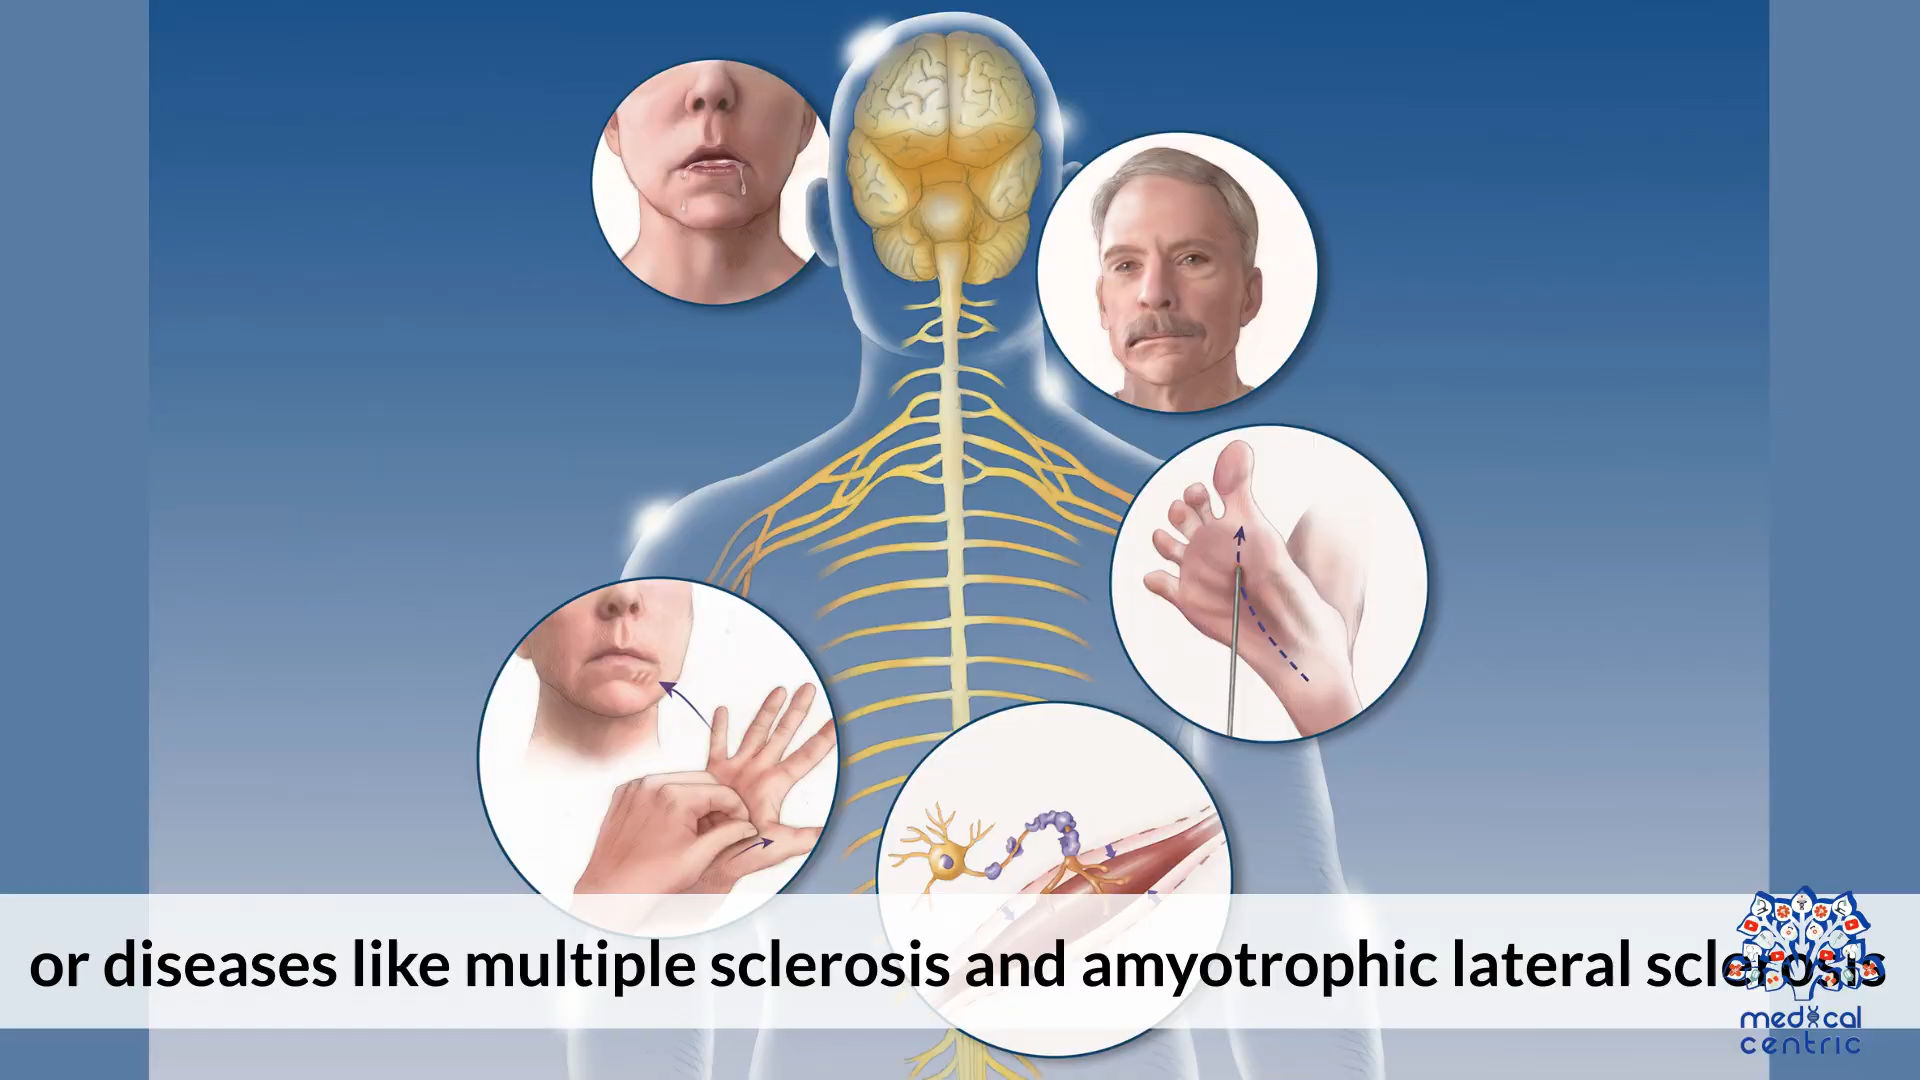 or diseases like multiple sclerosis and amyotrophic lateral sclerosis
medical
centric